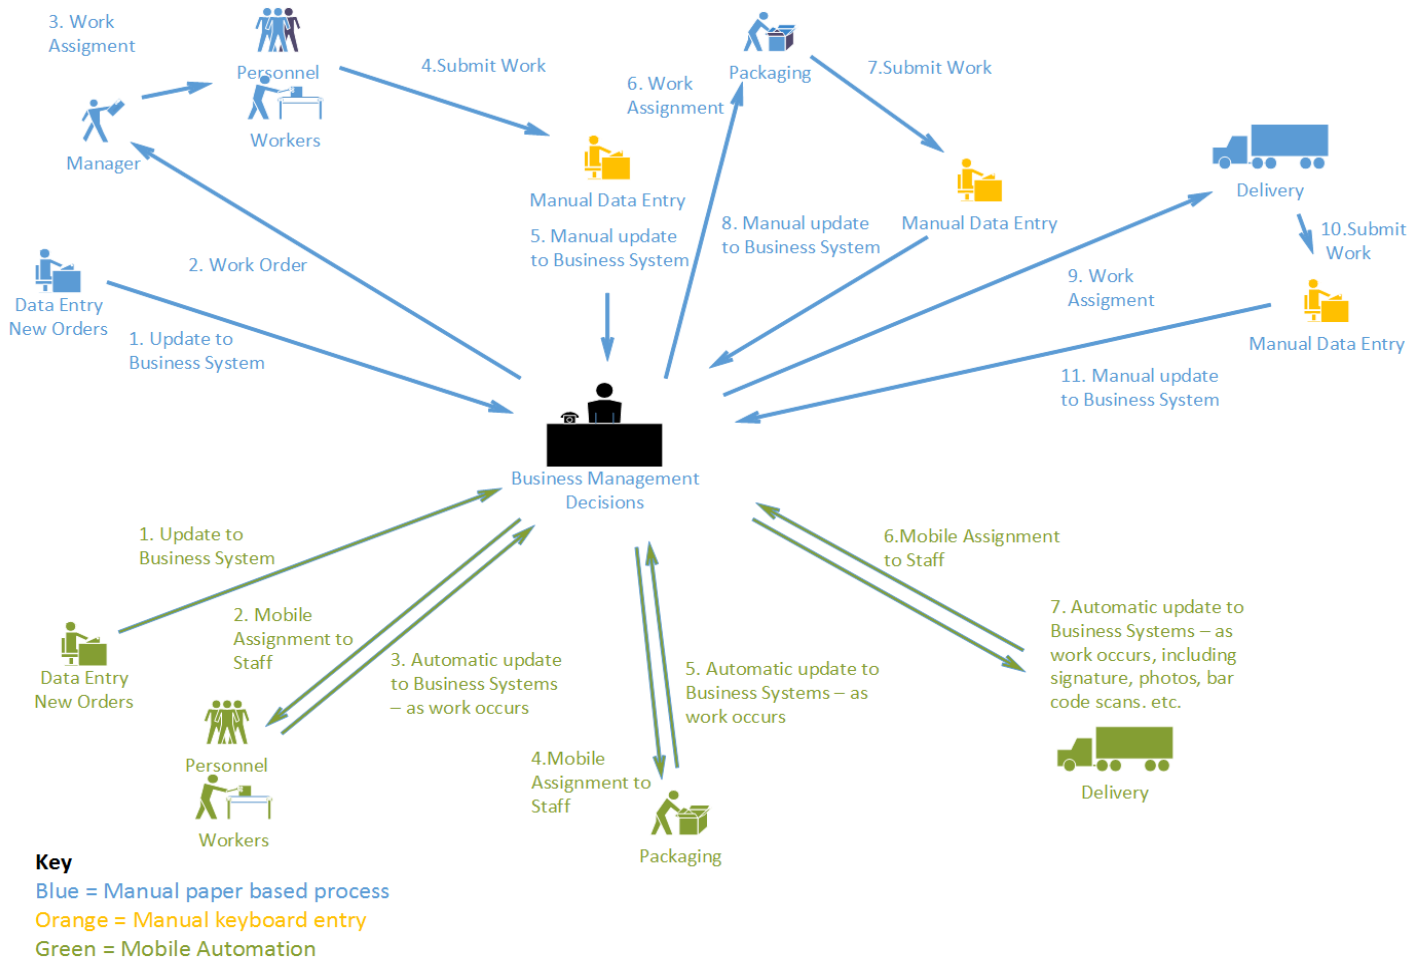 3. Work
Assigment
Personnel
Workers
Manager
4.Submit Work
Manual Data Entry
5. Manual update
to Business System
6. Work
Assignment
Packaging
7.Submit Work
Manual Data Entry
8. Manual update
to Business System
Delivery
10.Submit
Work
9. Work
Assigment
Manual Data Entry
11. Manual update
to Business System
2. Work Order
Data Entry
New Orders
1. Update to
Business System
Business Management
Decisions
1. Update to
Business System
Data Entry
New Orders
2. Mobile
Assignment to
Staff
3. Automatic update
to Business Systems
– as work occurs
Personnel
Workers
4.Mobile
Assignment to
Staff
5. Automatic update to
Business Systems – as
work occurs
Packaging
6.Mobile Assignment
to Staff
7. Automatic update to
Business Systems – as
work occurs, including
signature, photos, bar
code scans. etc.
Delivery
Key
Blue = Manual paper based process
Orange = Manual keyboard entry
Green = Mobile Automation